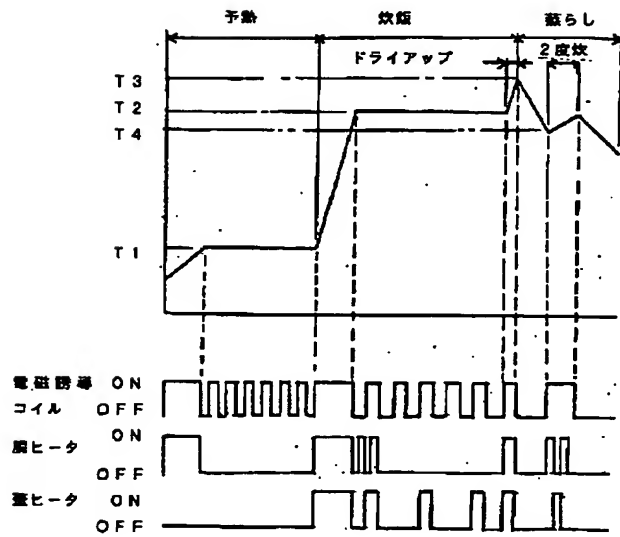 予熱 炊飯 蒸らし
ドライアップ 2度炊
T3
T2
T4
T1
電磁誘導 ON
コイル OFF
ON
胴ヒータ
OFF
蓋ヒータ ON
OFF